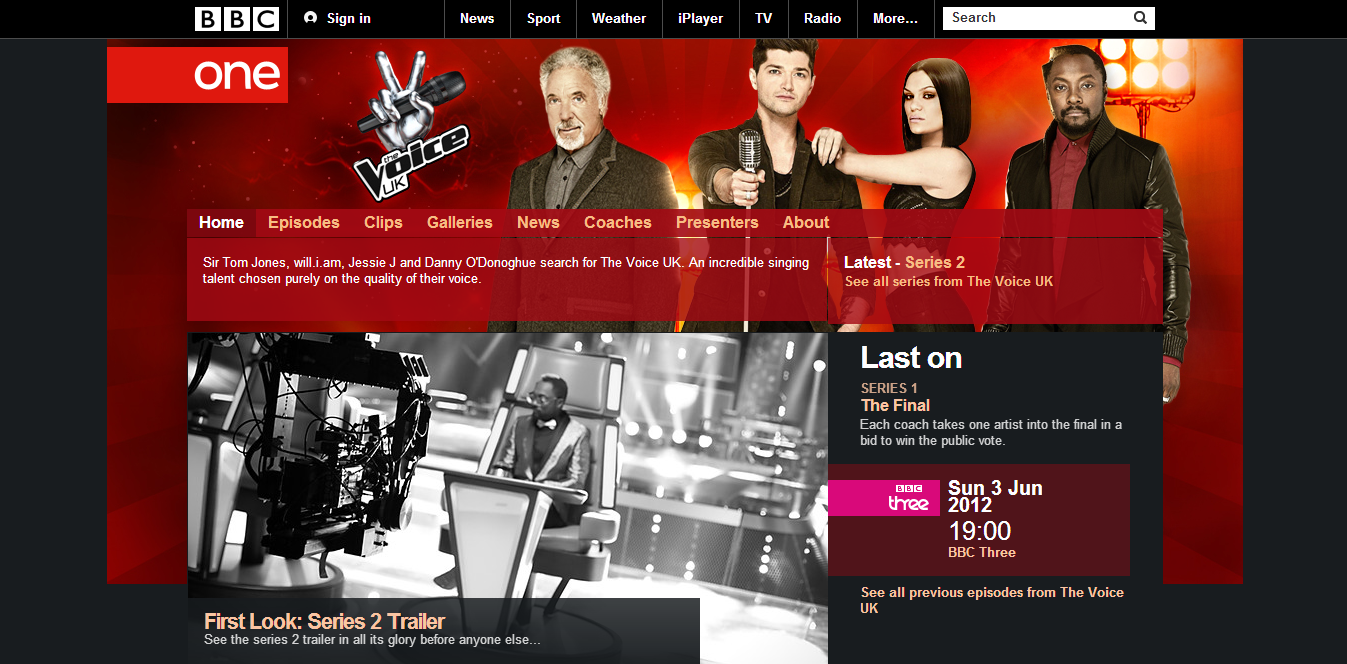 BBC
Sign in
News
Sport
Weather
iPlayer
TV
Radio
More...
Search
one
the
Voice
UK
Home
Episodes
Clips
Galleries
News
Coaches
Presenters
About
Sir Tom Jones, will.i.am, Jessie J and Danny O'Donoghue search for The Voice UK. An incredible singing
talent chosen purely on the quality of their voice.
Latest - Series 2
See all series from The Voice UK
Last on
SERIES 1
The Final
Each coach takes one artist into the final in a
bid to win the public vote.
BBC
three
Sun 3 Jun
2012
19:00
BBC Three
See all previous episodes from The Voice
UK
First Look: Series 2 Trailer
See the series 2 trailer in all its glory before anyone else...